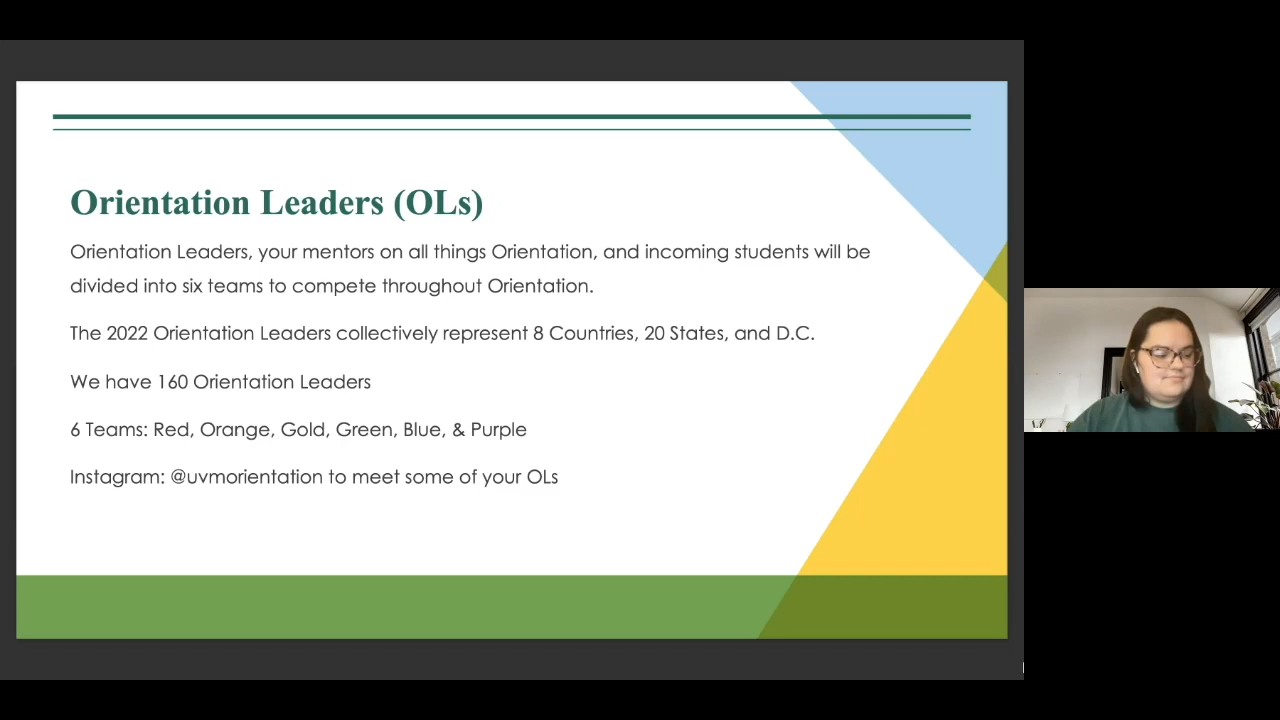 Orientation Leaders (OLs)
Orientation Leaders, your mentors on all things Orientation, and incoming students will be
divided into six teams to compete throughout Orientation.
The 2022 Orientation Leaders collectively represent 8 Countries, 20 States, and D.C.
We have 160 Orientation Leaders
6 Teams: Red, Orange, Gold, Green, Blue, & Purple
Instagram: @uvmorientation to meet some of your OLs